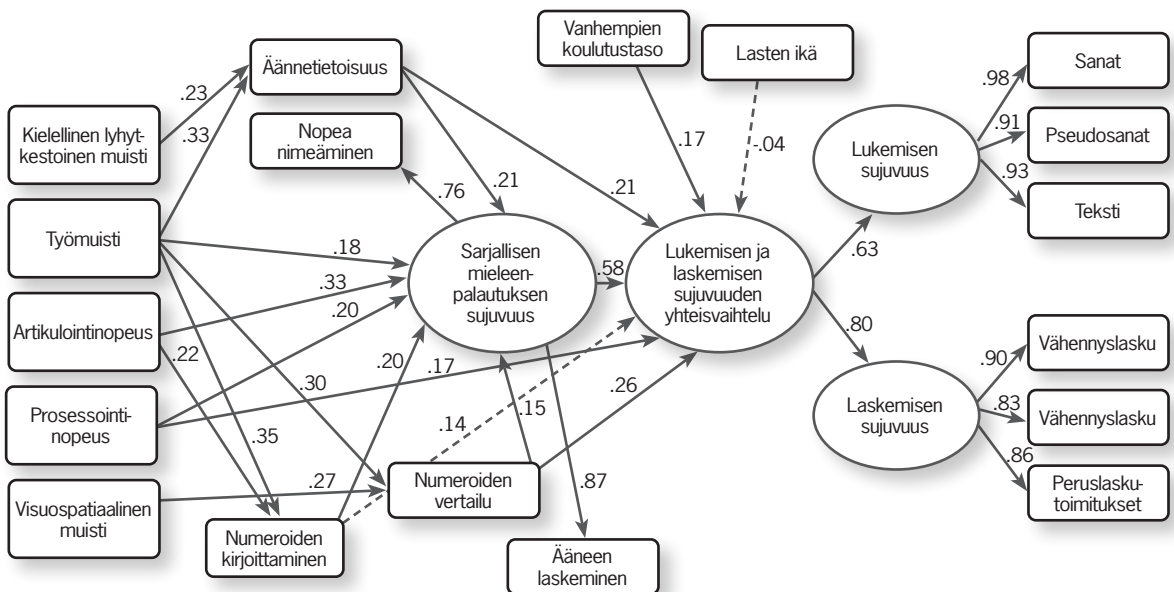 Kielellinen lyhyt-
kestoinen muisti
Työmuisti
Artikulointinopeus
Prosessointi-
nopeus
Visuospatiaalinen
muisti
Äännetietoisuus
Nopea
nimeäminen
Numeroiden
kirjoittaminen
Numeroiden
vertailu
Ääneen
laskeminen
Sarjallisen
mieleen-
palautuksen
sujuvuus
Vanhempien
koulutustaso
Lasten ikä
Lukemisen ja
laskemisen
sujuvuuden
yhteisvaihtelu
Lukemisen
sujuvuus
Laskemisen
sujuvuus
Sanat
Pseudosanat
Teksti
Vähennyslasku
Vähennyslasku
Peruslasku-
toimitukset
.23
.33
.76
.21
.21
.17
-.04
.18
.33
.20
.22
.20
.17
.30
.35
.14
.15
.26
.27
.87
.58
.63
.80
.98
.91
.93
.90
.83
.86